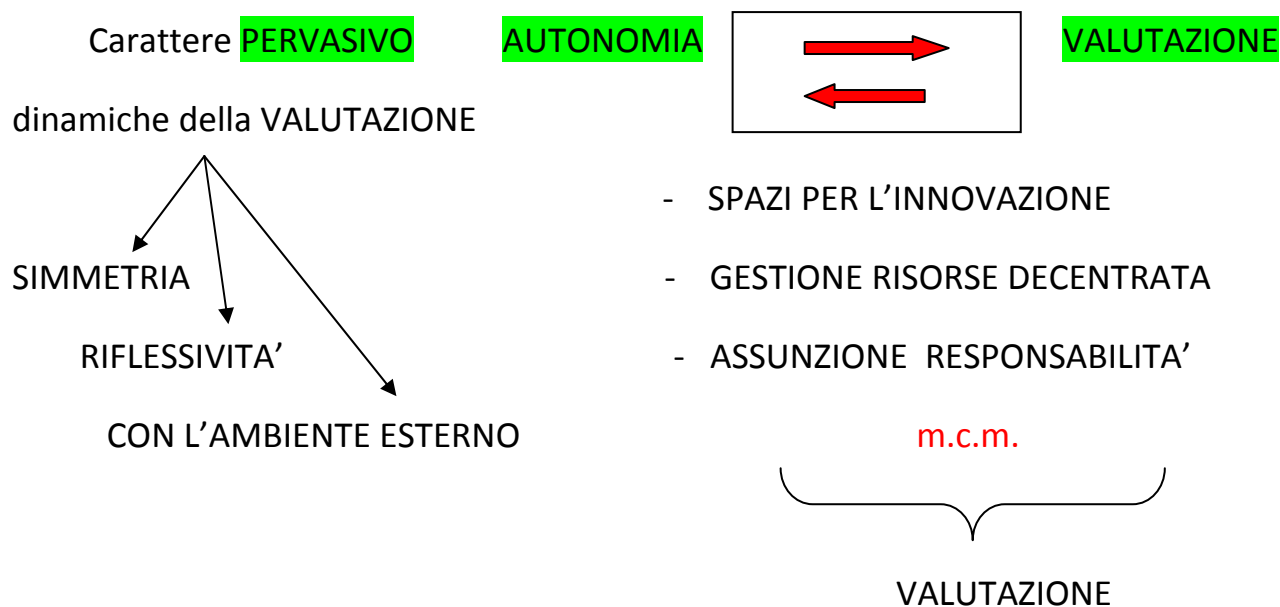 Carattere PERVASIVO
dinamiche della VALUTAZIONE
SIMMETRIA
RIFLESSIVITA’
CON L’AMBIENTE ESTERNO
AUTONOMIA
VALUTAZIONE
- SPAZI PER L’INNOVAZIONE
- GESTIONE RISORSE DECENTRATA
- ASSUNZIONE RESPONSABILITA’
m.c.m.
VALUTAZIONE